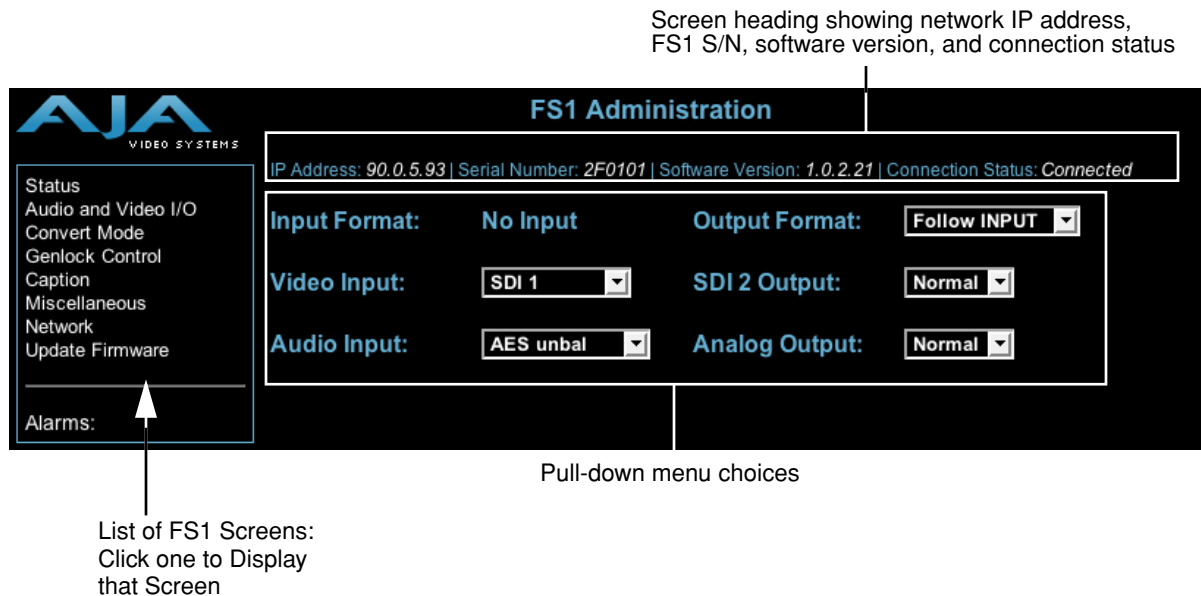 Screen heading showing network IP address,
FS1 S/N, software version, and connection status
AJA
VIDEO SYSTEMS
FS1 Administration
IP Address: 90.0.5.93 | Serial Number: 2F0101 | Software Version: 1.0.2.21 | Connection Status: Connected
Status
Audio and Video I/O
Convert Mode
Genlock Control
Caption
Miscellaneous
Network
Update Firmware
Alarms:
Input Format: No Input Output Format: Follow INPUT
Video Input: SDI 1 SDI 2 Output: Normal
Audio Input: AES unbal Analog Output: Normal
Pull-down menu choices
List of FS1 Screens:
Click one to Display
that Screen